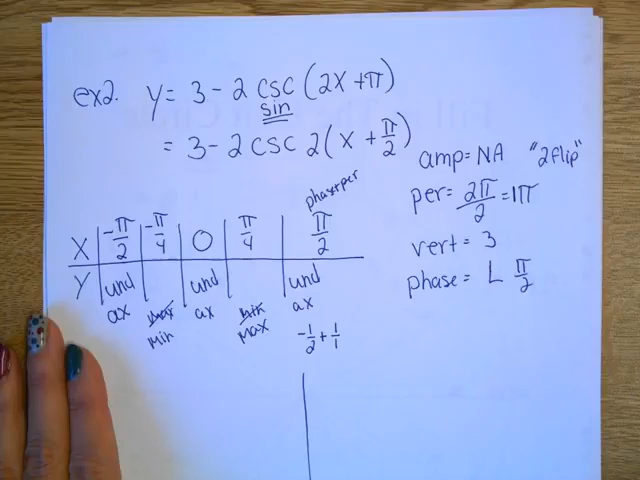 ex2. y = 3 - 2 csc (2x + π)
sin
= 3 - 2 csc 2(x + π/2)
amp = NA "2flip"
per = 2π/2 = 1π
vert = 3
phase = L π/2
phase + per
X | -π/2 | -π/4 | 0 | π/4 | π/2
Y | und | | und | | und
ax max ax min ax
min max
-1/2 + 1/1